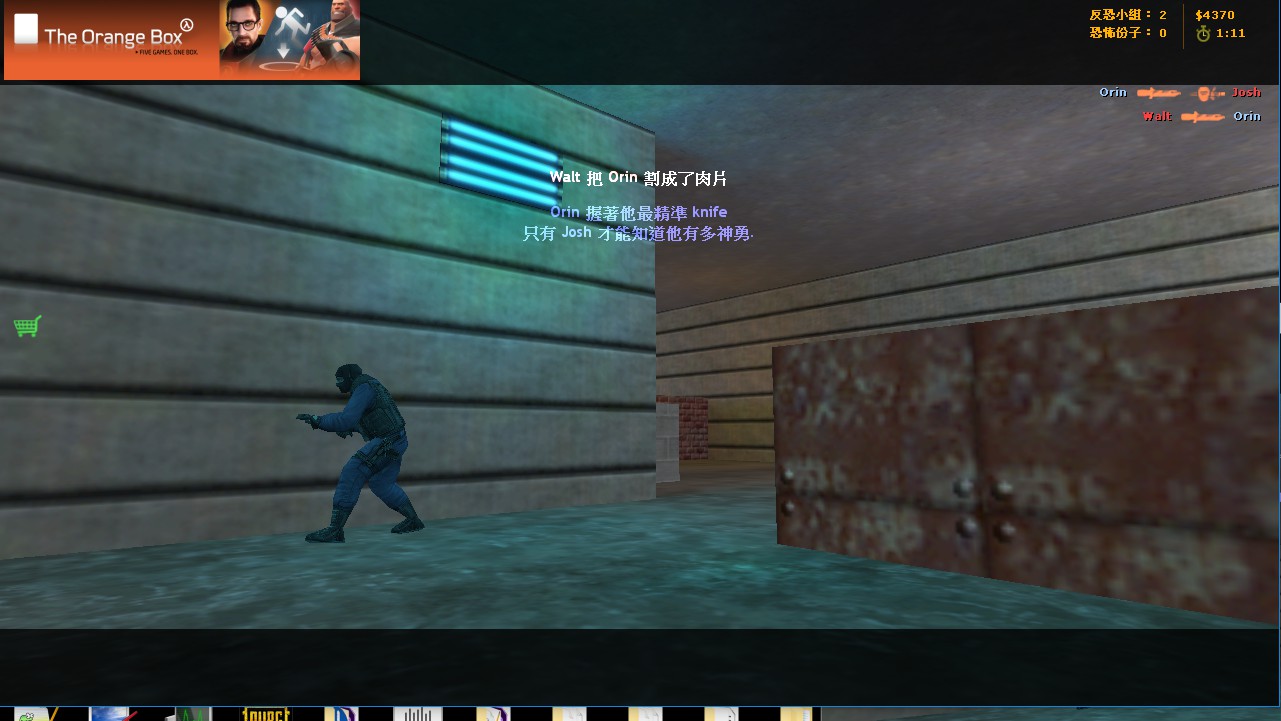 The Orange Box
• FIVE GAMES. ONE BOX.
反恐小組： 2
恐怖份子： 0
$4370
1:11
Orin Josh
Walt Orin
Walt 把 Orin 割成了肉片
Orin 握著他最精準 knife
只有 Josh 才能知道他有多神勇.